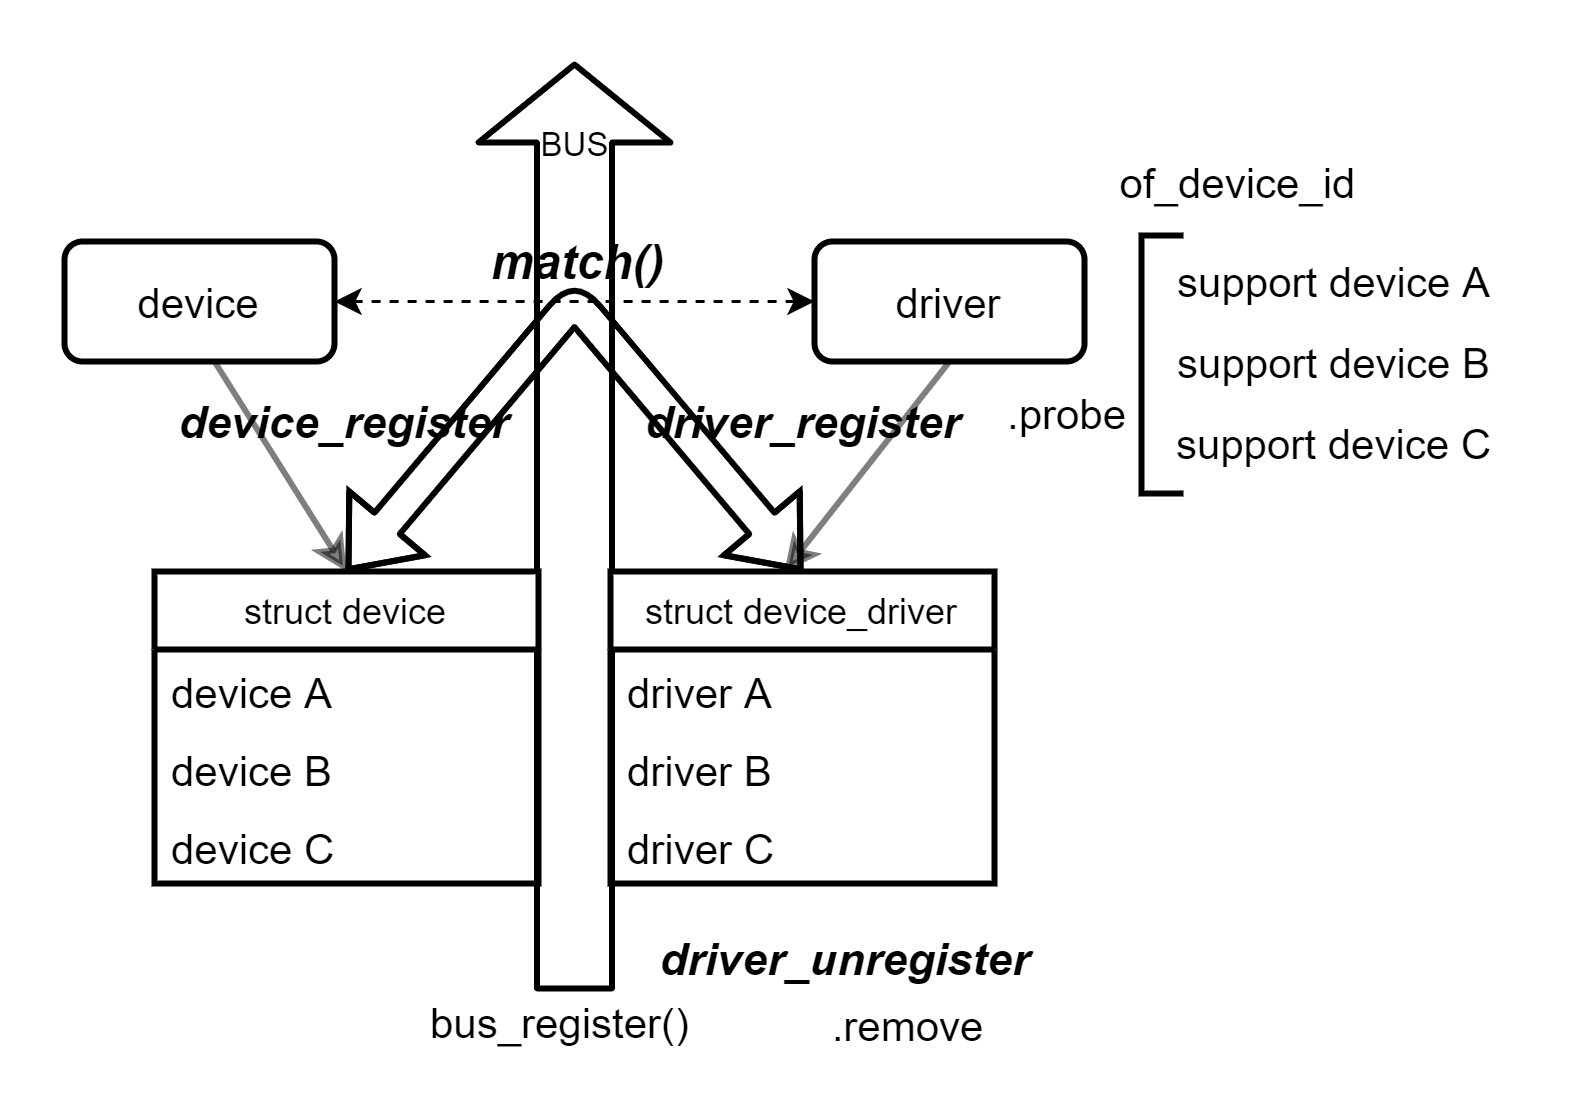 BUS
of_device_id
match()
device
driver
support device A
support device B
support device C
device_register
driver_register
.probe
struct device
struct device_driver
device A
driver A
device B
driver B
device C
driver C
driver_unregister
bus_register()
.remove